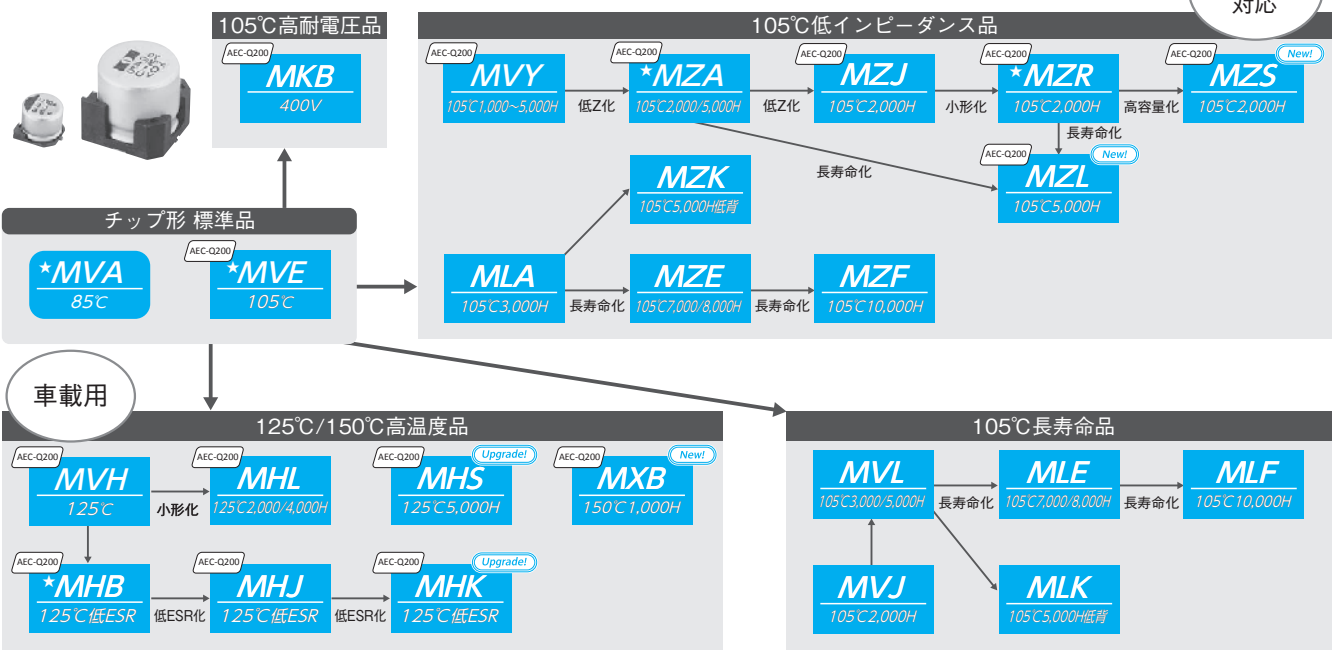 対応
105℃高耐電圧品
AEC-Q200
MKB
400V
105℃低インピーダンス品
AEC-Q200
MVY
105℃1,000~5,000H
低Z化
AEC-Q200
★MZA
105℃2,000/5,000H
低Z化
AEC-Q200
MZJ
105℃2,000H
小形化
AEC-Q200
★MZR
105℃2,000H
高容量化
AEC-Q200
New!
MZS
105℃2,000H
長寿命化
長寿命化
AEC-Q200
New!
MZL
105℃5,000H
MZK
105℃5,000H低背
MLA
105℃3,000H
長寿命化
MZE
105℃7,000/8,000H
長寿命化
MZF
105℃10,000H
チップ形 標準品
★MVA
85℃
AEC-Q200
★MVE
105℃
車載用
125℃/150℃高温度品
AEC-Q200
MVH
125℃
小形化
AEC-Q200
MHL
125℃2,000/4,000H
AEC-Q200
Upgrade!
MHS
125℃5,000H
AEC-Q200
New!
MXB
150℃1,000H
AEC-Q200
★MHB
125℃低ESR
低ESR化
AEC-Q200
MHJ
125℃低ESR
低ESR化
AEC-Q200
Upgrade!
MHK
125℃低ESR
105℃長寿命品
MVL
105℃3,000/5,000H
長寿命化
MLE
105℃7,000/8,000H
長寿命化
MLF
105℃10,000H
MVJ
105℃2,000H
MLK
105℃5,000H低背